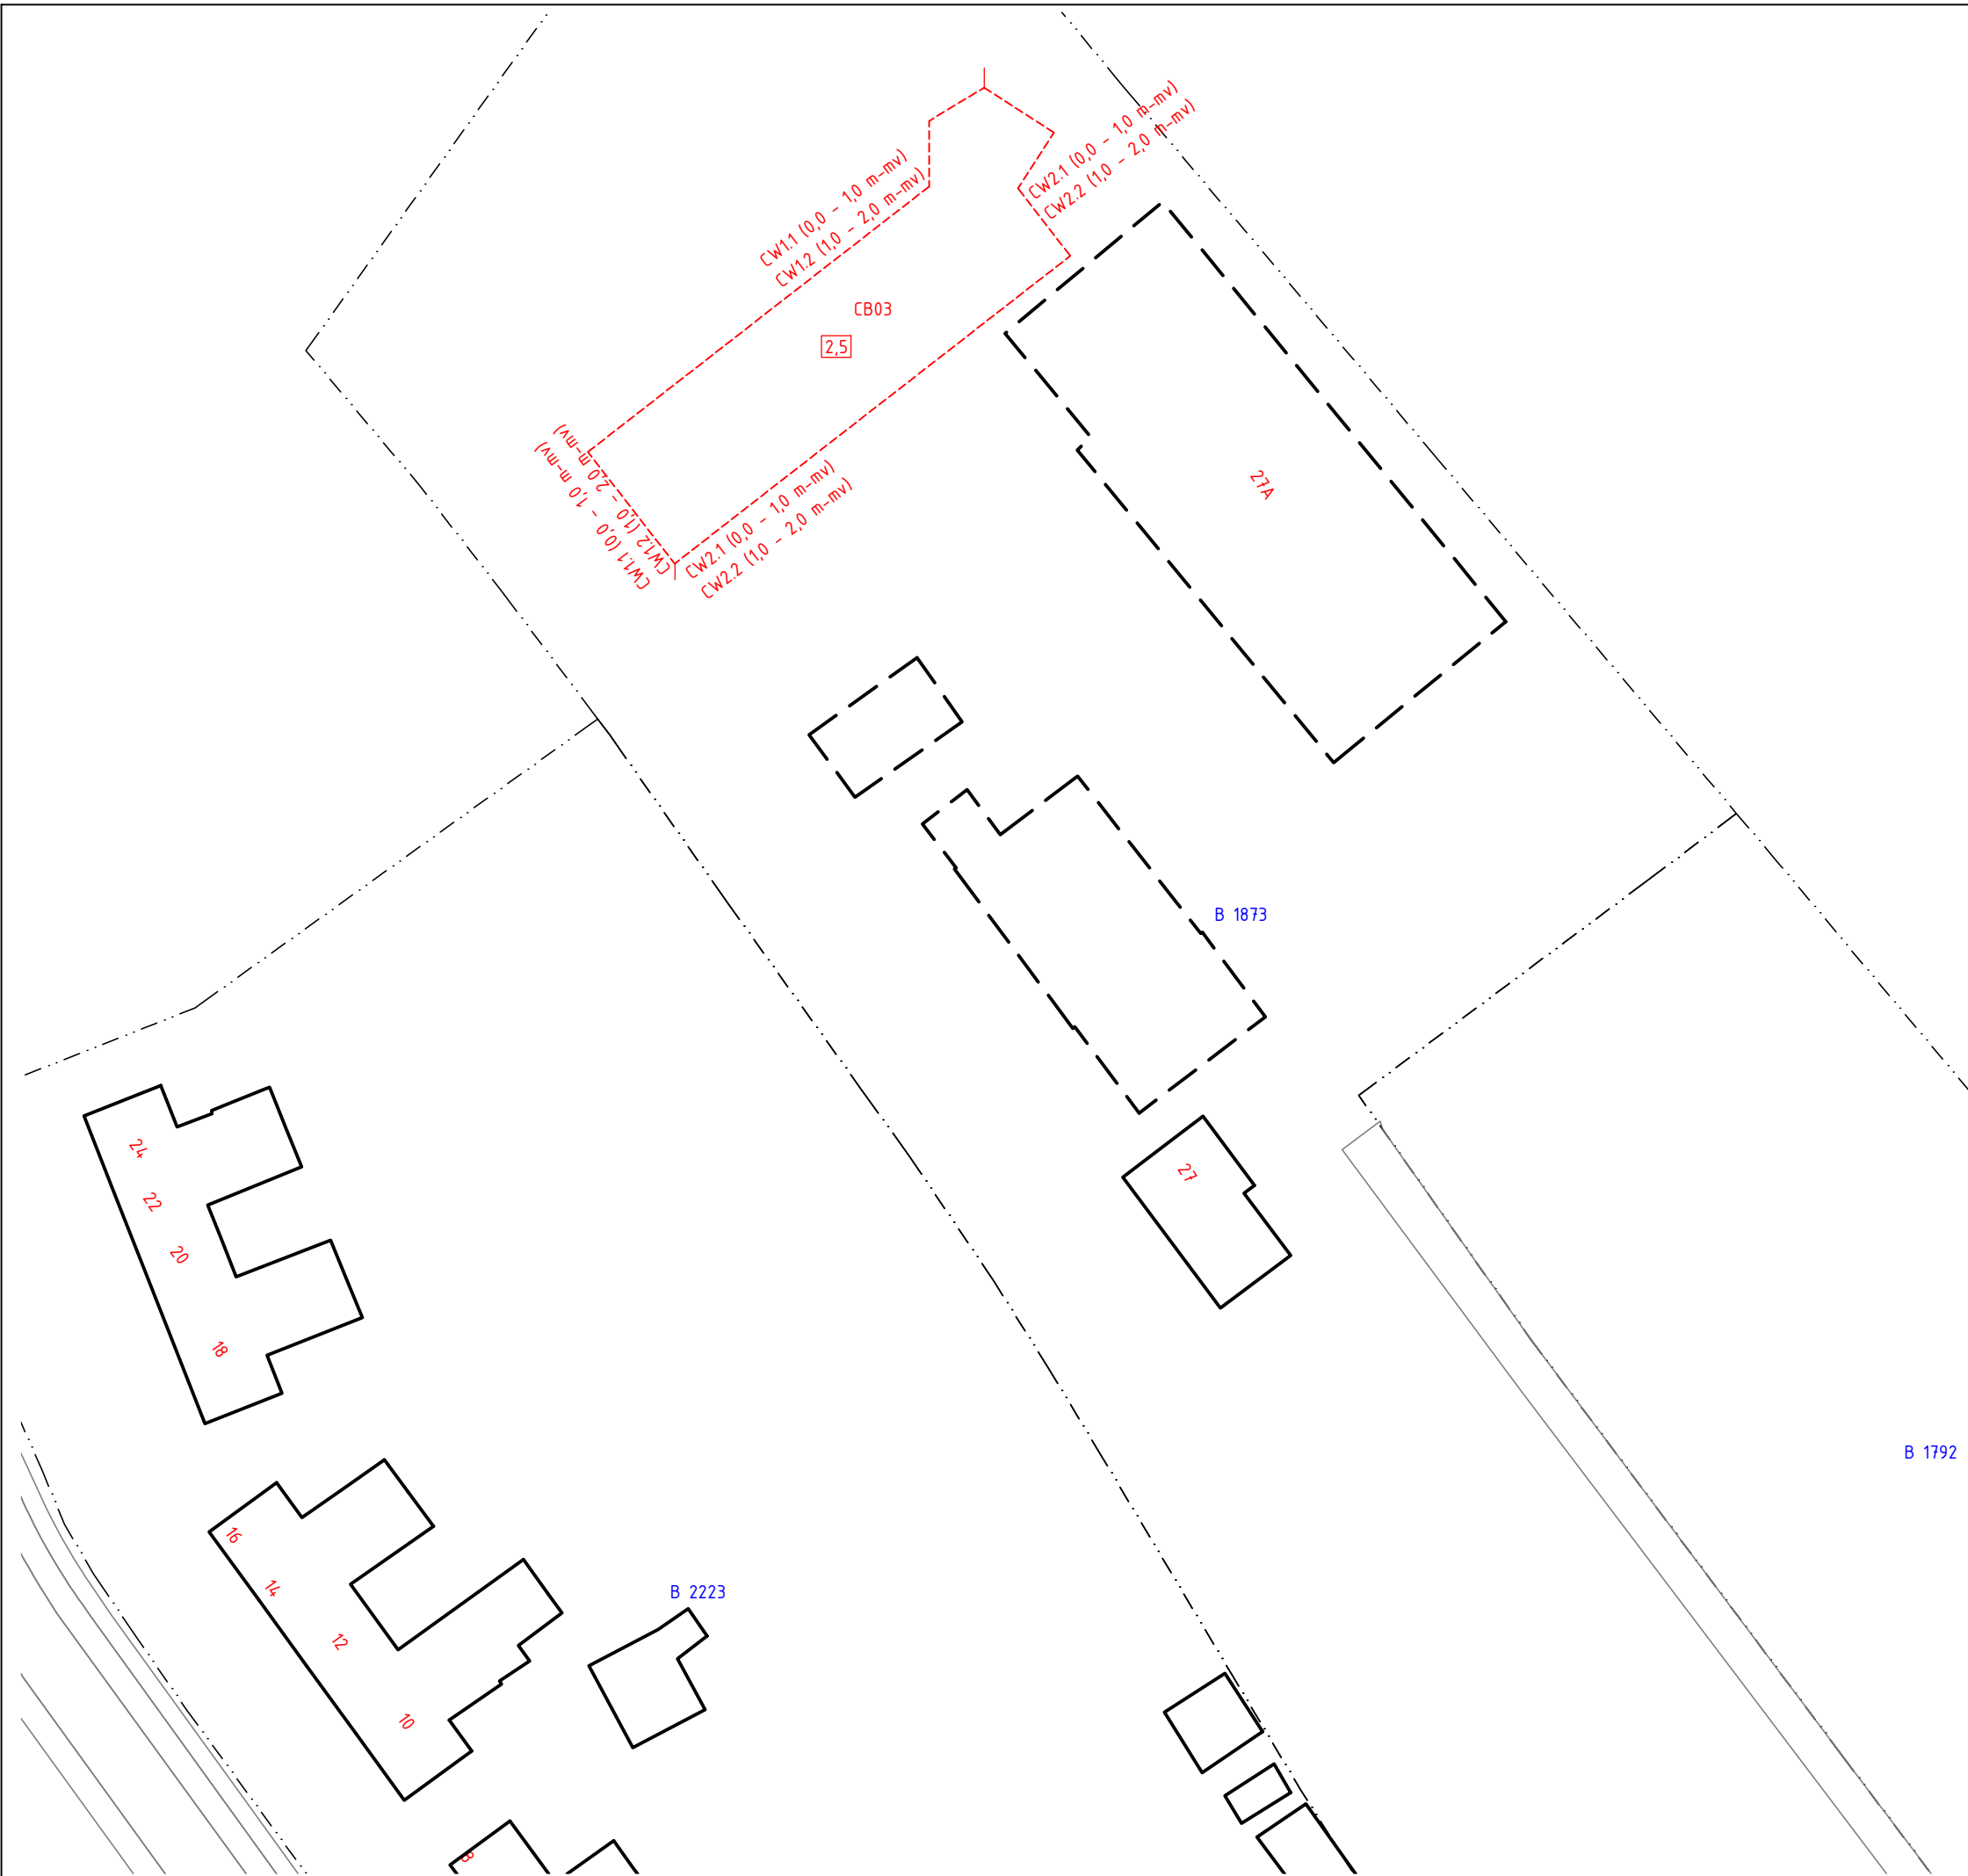 CW2.1 (0,0 - 1,0 m-mv)
CW2.2 (1,0 - 2,0 m-mv)
CW1.1 (0,0 - 1,0 m-mv)
CW1.2 (1,0 - 2,0 m-mv)
CB03
2,5
CW1.2 (1,0 - 2,0 m-mv)
CW1.1 (0,0 - 1,0 m-mv)
CW2.1 (0,0 - 1,0 m-mv)
CW2.2 (1,0 - 2,0 m-mv)
27A
B 1873
24
22
20
18
27
B 1792
16
14
12
10
B 2223
8